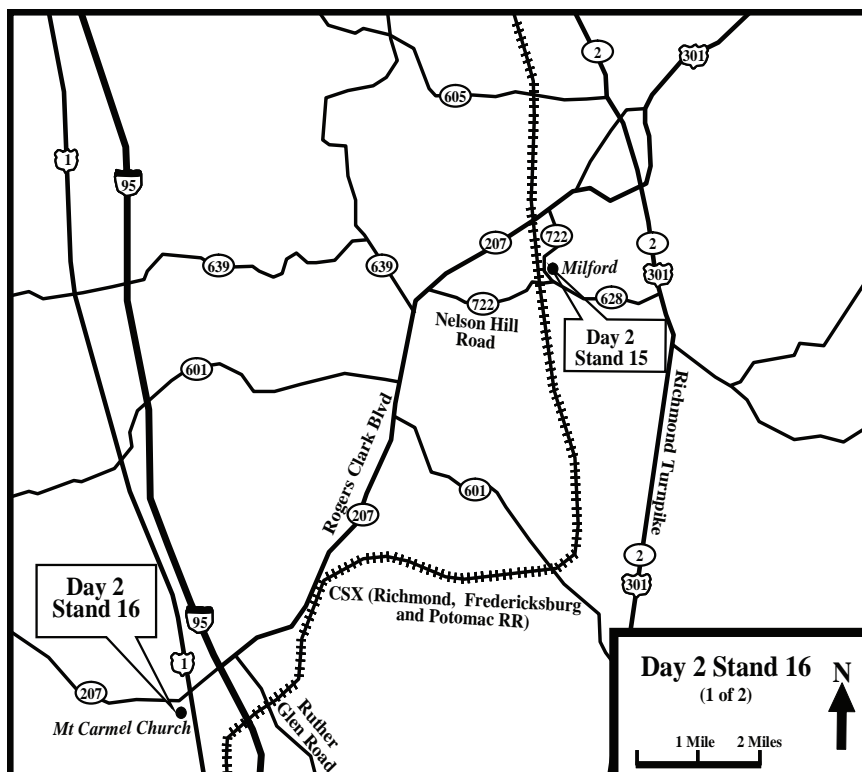 2
301
605
1
95
207
722
2
639
639
Milford
301
722
628
Nelson Hill
Road
Day 2
Stand 15
601
Rogers Clark Blvd
Richmond Turnpike
601
207
2
301
Day 2
Stand 16
CSX (Richmond, Fredericksburg
and Potomac RR)
95
1
207
Mt Carmel Church
Ruther
Glen Road
Day 2 Stand 16
(1 of 2)
N
1 Mile 2 Miles